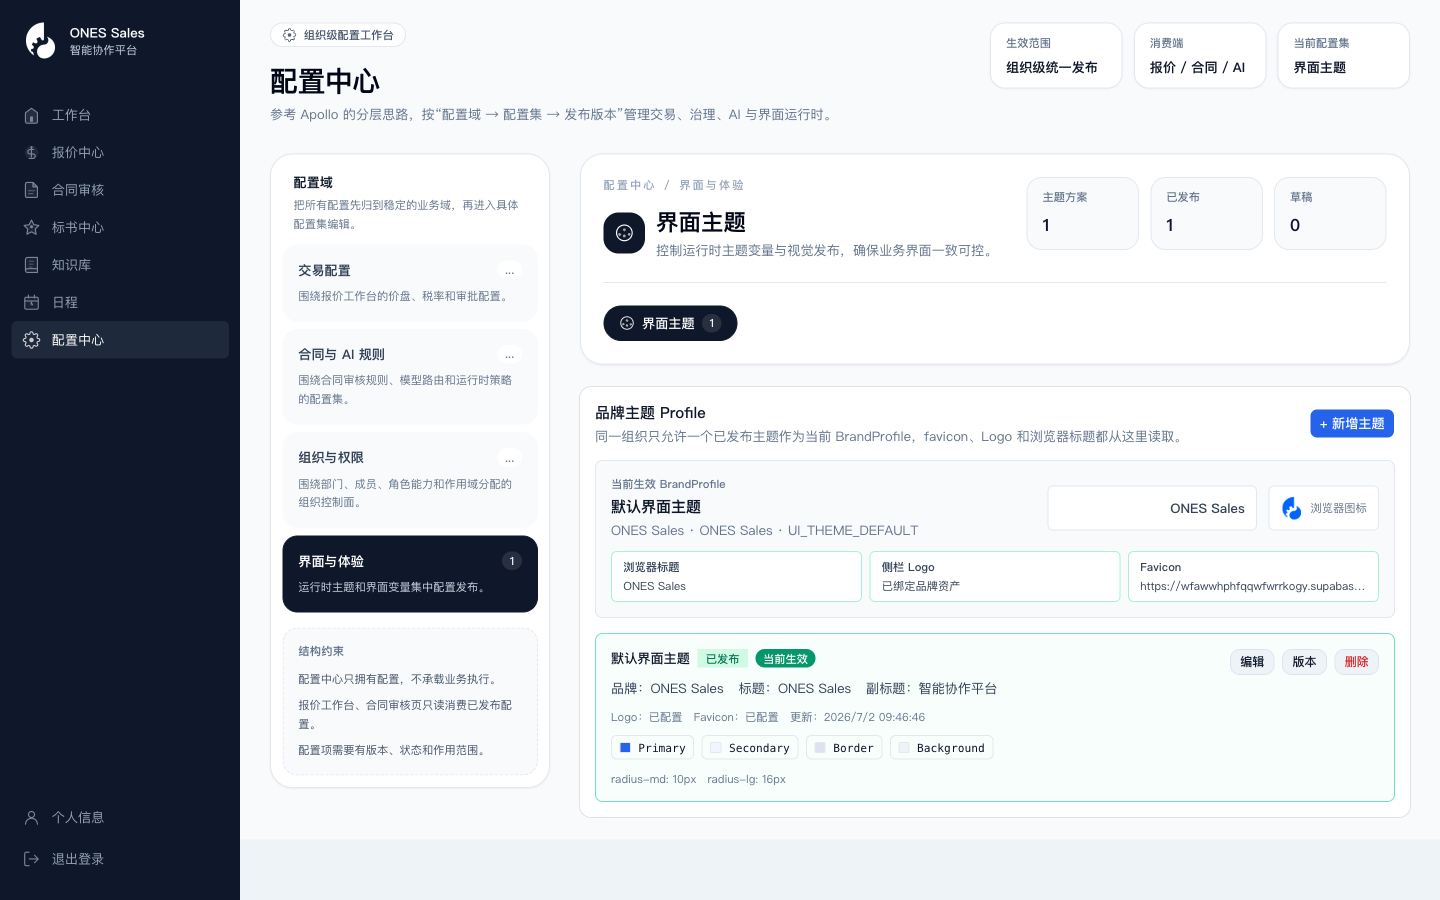 ONES Sales
智能协作平台
工作台
报价中心
合同审核
标书中心
知识库
日程
配置中心
个人信息
退出登录
组织级配置工作台
配置中心
参考 Apollo 的分层思路，按“配置域 → 配置集 → 发布版本”管理交易、治理、AI 与界面运行时。
生效范围
组织级统一发布
消费端
报价 / 合同 / AI
当前配置集
界面主题
配置域
把所有配置先归到稳定的业务域，再进入具体
配置集编辑。
交易配置
...
围绕报价工作台的价盘、税率和审批配置。
合同与 AI 规则
...
围绕合同审核规则、模型路由和运行时策略
的配置集。
组织与权限
...
围绕部门、成员、角色能力和作用域分配的
组织控制面。
界面与体验
1
运行时主题和界面变量集中配置发布。
结构约束
配置中心只拥有配置，不承载业务执行。
报价工作台、合同审核页只读消费已发布配
置。
配置项需要有版本、状态和作用范围。
配置中心 / 界面与体验
界面主题
控制运行时主题变量与视觉发布，确保业务界面一致可控。
主题方案
1
已发布
1
草稿
0
界面主题 1
品牌主题 Profile
同一组织只允许一个已发布主题作为当前 BrandProfile，favicon、Logo 和浏览器标题都从这里读取。
+ 新增主题
当前生效 BrandProfile
默认界面主题
ONES Sales · ONES Sales · UI_THEME_DEFAULT
ONES Sales
浏览器图标
浏览器标题
ONES Sales
侧栏 Logo
已绑定品牌资产
Favicon
https://wfawwhphfqqwfwrrkogy.supabas...
默认界面主题 已发布 当前生效
编辑 版本 删除
品牌：ONES Sales 标题：ONES Sales 副标题：智能协作平台
Logo：已配置 Favicon：已配置 更新：2026/7/2 09:46:46
Primary Secondary Border Background
radius-md: 10px radius-lg: 16px